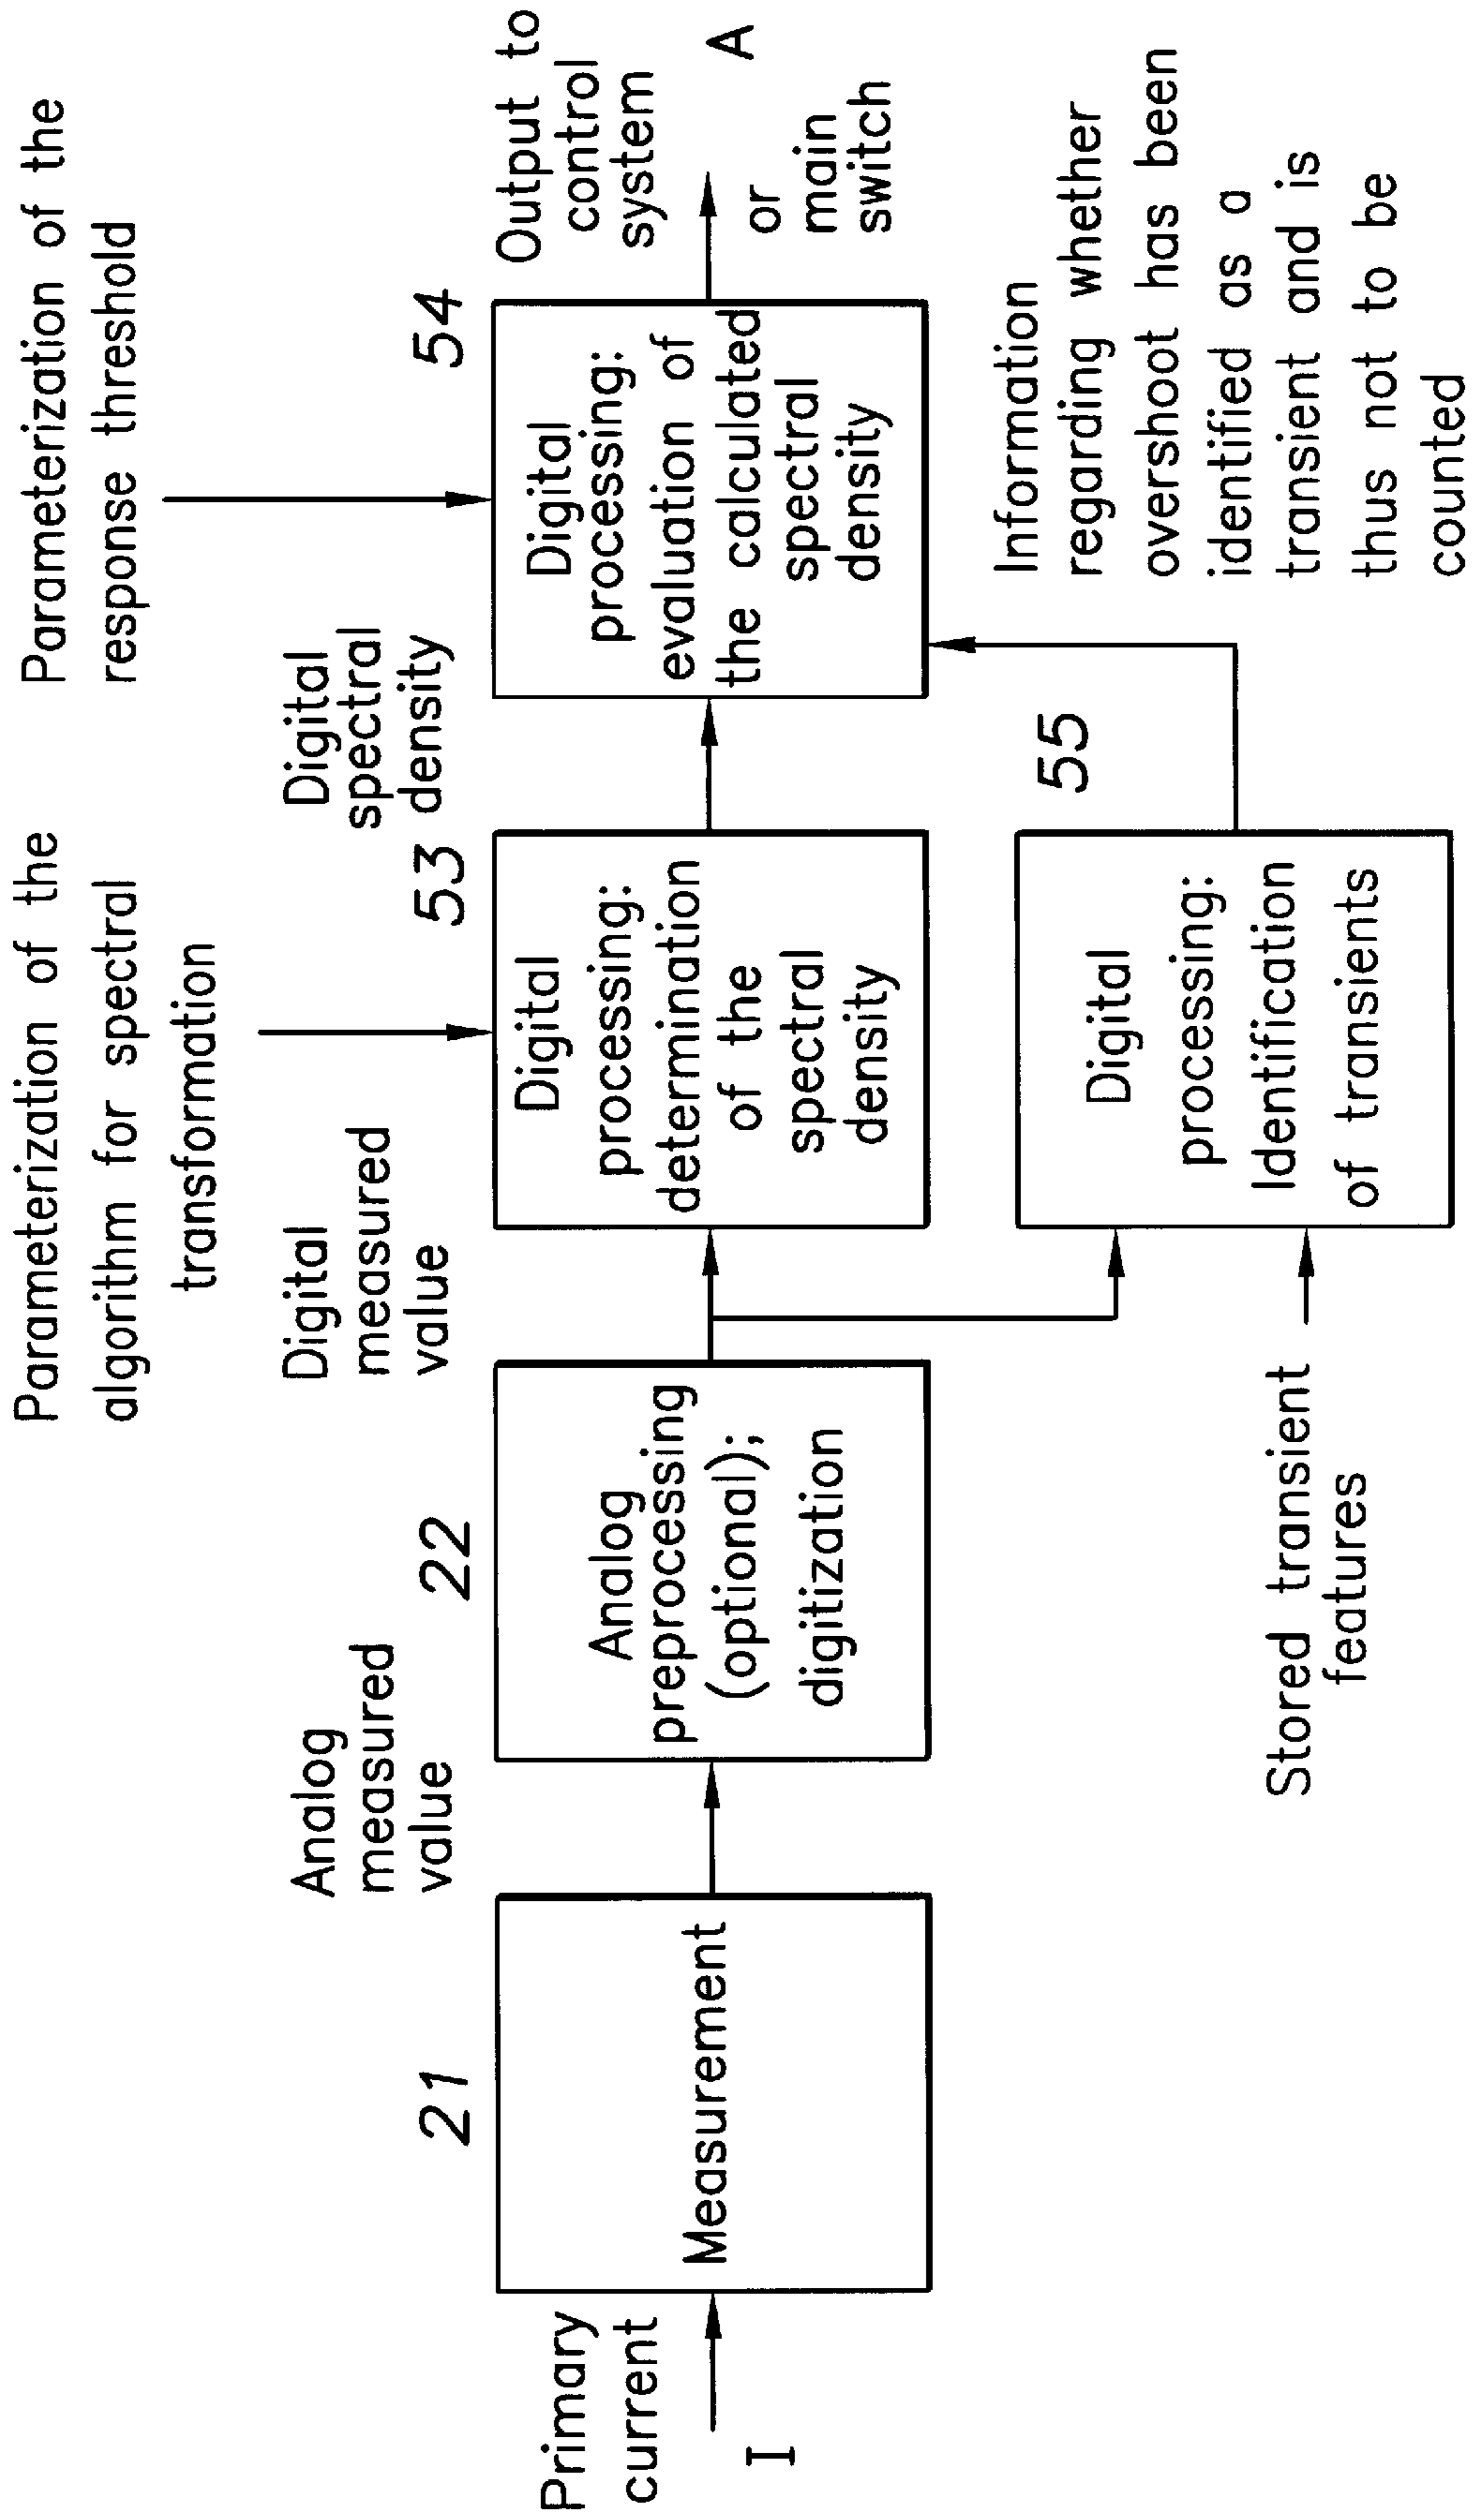 Primary
current
I
21
Measurement
Analog
measured
value
22
Analog
preprocessing
(optional);
digitization
Digital
measured
value
Parameterization of the
algorithm for spectral
transformation
53
Digital
processing:
determination
of the
spectral
density
Digital
spectral
density
Parameterization of the
response threshold
54
Digital
processing:
evaluation of
the calculated
spectral
density
Output to
control
system
A
or
main
switch
Stored transient
features
55
Digital
processing:
Identification
of transients
Information
regarding whether
overshoot has been
identified as a
transient and is
thus not to be
counted